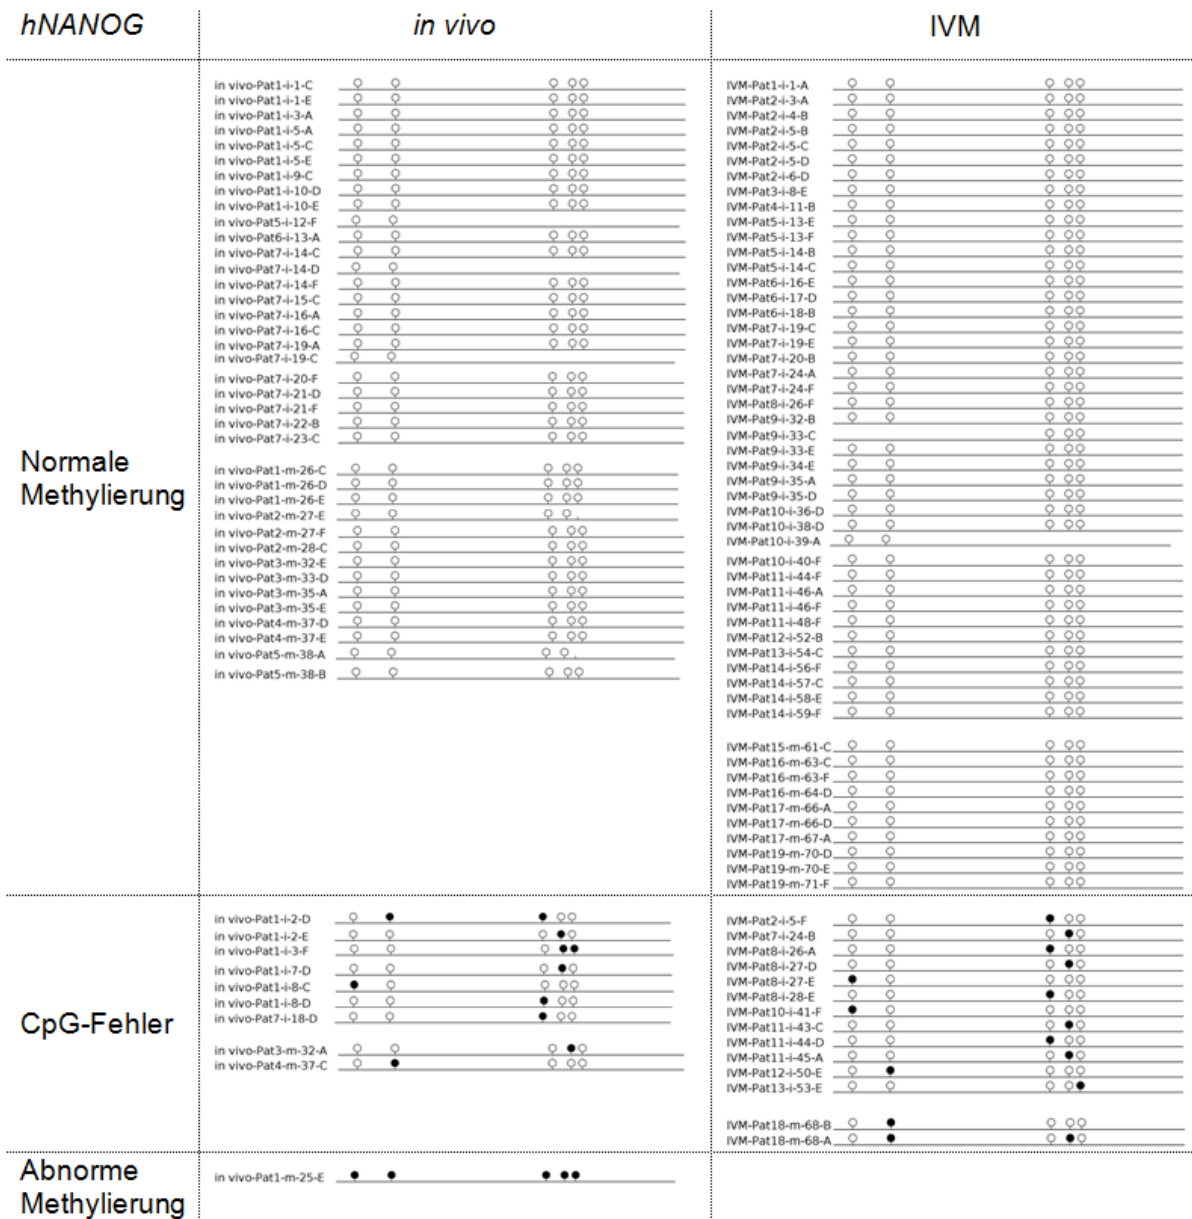 hNANOG
in vivo
IVM
Normale
Methylierung
in vivo-Pat1-i-1-C
in vivo-Pat1-i-1-E
in vivo-Pat1-i-3-A
in vivo-Pat1-i-5-A
in vivo-Pat1-i-5-C
in vivo-Pat1-i-5-E
in vivo-Pat1-i-9-C
in vivo-Pat1-i-10-D
in vivo-Pat1-i-10-E
in vivo-Pat5-i-12-F
in vivo-Pat6-i-13-A
in vivo-Pat7-i-14-C
in vivo-Pat7-i-14-D
in vivo-Pat7-i-14-F
in vivo-Pat7-i-15-C
in vivo-Pat7-i-16-A
in vivo-Pat7-i-16-C
in vivo-Pat7-i-19-A
in vivo-Pat7-i-19-C
in vivo-Pat7-i-20-F
in vivo-Pat7-i-21-D
in vivo-Pat7-i-21-F
in vivo-Pat7-i-22-B
in vivo-Pat7-i-23-C
in vivo-Pat1-m-26-C
in vivo-Pat1-m-26-D
in vivo-Pat1-m-26-E
in vivo-Pat2-m-27-E
in vivo-Pat2-m-27-F
in vivo-Pat2-m-28-C
in vivo-Pat3-m-32-E
in vivo-Pat3-m-33-D
in vivo-Pat3-m-35-A
in vivo-Pat3-m-35-E
in vivo-Pat4-m-37-D
in vivo-Pat4-m-37-E
in vivo-Pat5-m-38-A
in vivo-Pat5-m-38-B
IVM-Pat1-i-1-A
IVM-Pat2-i-3-A
IVM-Pat2-i-4-B
IVM-Pat2-i-5-B
IVM-Pat2-i-5-C
IVM-Pat2-i-5-D
IVM-Pat2-i-6-D
IVM-Pat3-i-8-E
IVM-Pat4-i-11-B
IVM-Pat5-i-13-E
IVM-Pat5-i-13-F
IVM-Pat5-i-14-B
IVM-Pat5-i-14-C
IVM-Pat6-i-16-E
IVM-Pat6-i-17-D
IVM-Pat6-i-18-B
IVM-Pat7-i-19-C
IVM-Pat7-i-19-E
IVM-Pat7-i-20-B
IVM-Pat7-i-24-A
IVM-Pat7-i-24-F
IVM-Pat8-i-26-F
IVM-Pat9-i-32-B
IVM-Pat9-i-33-C
IVM-Pat9-i-33-E
IVM-Pat9-i-34-E
IVM-Pat9-i-35-A
IVM-Pat9-i-35-D
IVM-Pat10-i-36-D
IVM-Pat10-i-38-D
IVM-Pat10-i-39-A
IVM-Pat10-i-40-F
IVM-Pat11-i-44-F
IVM-Pat11-i-46-A
IVM-Pat11-i-46-F
IVM-Pat11-i-48-F
IVM-Pat12-i-52-B
IVM-Pat13-i-54-C
IVM-Pat14-i-56-F
IVM-Pat14-i-57-C
IVM-Pat14-i-58-E
IVM-Pat14-i-59-F
IVM-Pat15-m-61-C
IVM-Pat16-m-63-C
IVM-Pat16-m-63-F
IVM-Pat16-m-64-D
IVM-Pat17-m-66-A
IVM-Pat17-m-66-D
IVM-Pat17-m-67-A
IVM-Pat19-m-70-D
IVM-Pat19-m-70-E
IVM-Pat19-m-71-F
CpG-Fehler
in vivo-Pat1-i-2-D
in vivo-Pat1-i-2-E
in vivo-Pat1-i-3-F
in vivo-Pat1-i-7-D
in vivo-Pat1-i-8-C
in vivo-Pat1-i-8-D
in vivo-Pat7-i-18-D
in vivo-Pat3-m-32-A
in vivo-Pat4-m-37-C
IVM-Pat2-i-5-F
IVM-Pat7-i-24-B
IVM-Pat8-i-26-A
IVM-Pat8-i-27-D
IVM-Pat8-i-27-E
IVM-Pat8-i-28-E
IVM-Pat10-i-41-F
IVM-Pat11-i-43-C
IVM-Pat11-i-44-D
IVM-Pat11-i-45-A
IVM-Pat12-i-50-E
IVM-Pat13-i-53-E
IVM-Pat18-m-68-B
IVM-Pat18-m-68-A
Abnorme
Methylierung
in vivo-Pat1-m-25-E